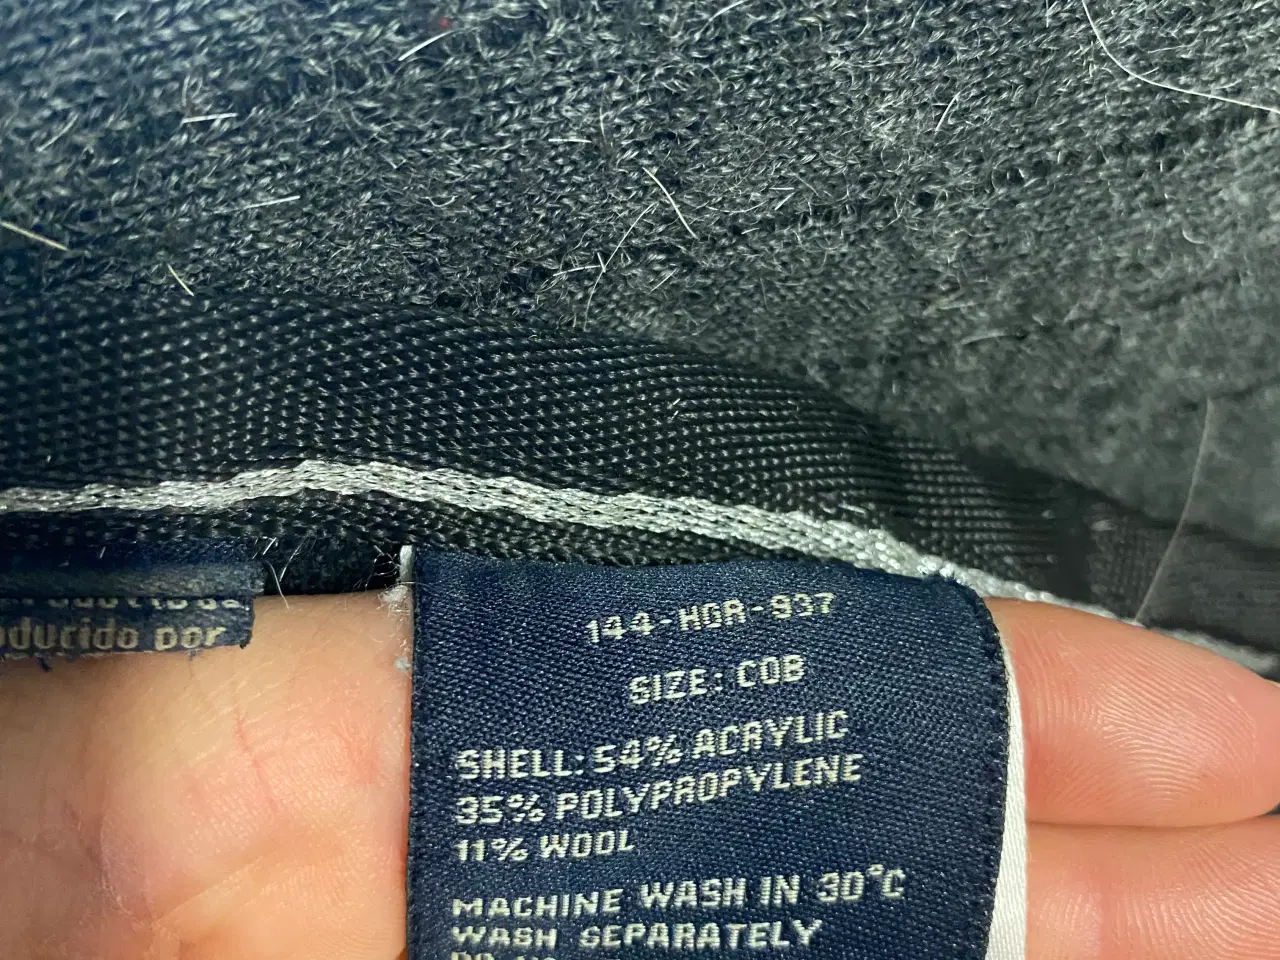 oducido por
144-HGR-937
SIZE: COB
SHELL: 54% ACRYLIC
35% POLYPROPYLENE
11% WOOL
MACHINE WASH IN 30°C
WASH SEPARATELY